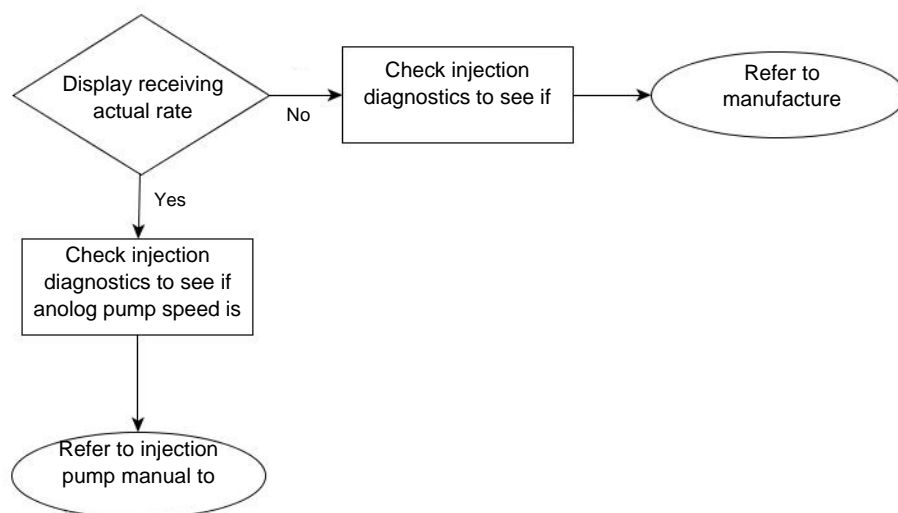 Display receiving
actual rate
No
Check injection
diagnostics to see if
Refer to
manufacture
Yes
Check injection
diagnostics to see if
anolog pump speed is
Refer to injection
pump manual to